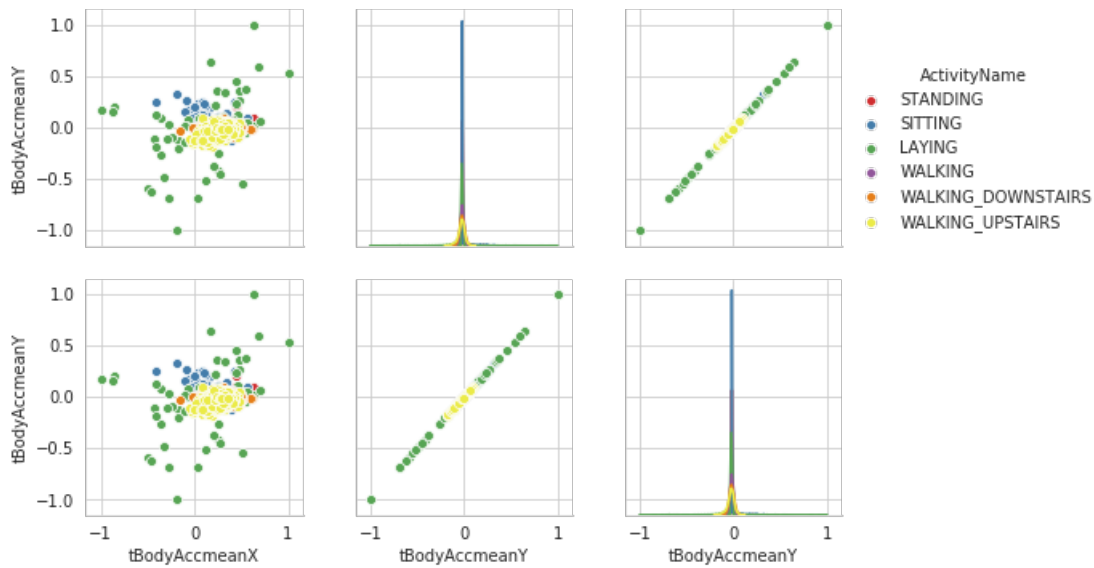 1.0
0.5
0.0
−0.5
−1.0
tBodyAccmeanY
ActivityName
STANDING
SITTING
LAYING
WALKING
WALKING_DOWNSTAIRS
WALKING_UPSTAIRS
1.0
0.5
0.0
−0.5
−1.0
tBodyAccmeanY
−1 0 1
tBodyAccmeanX
−1 0 1
tBodyAccmeanY
−1 0 1
tBodyAccmeanY